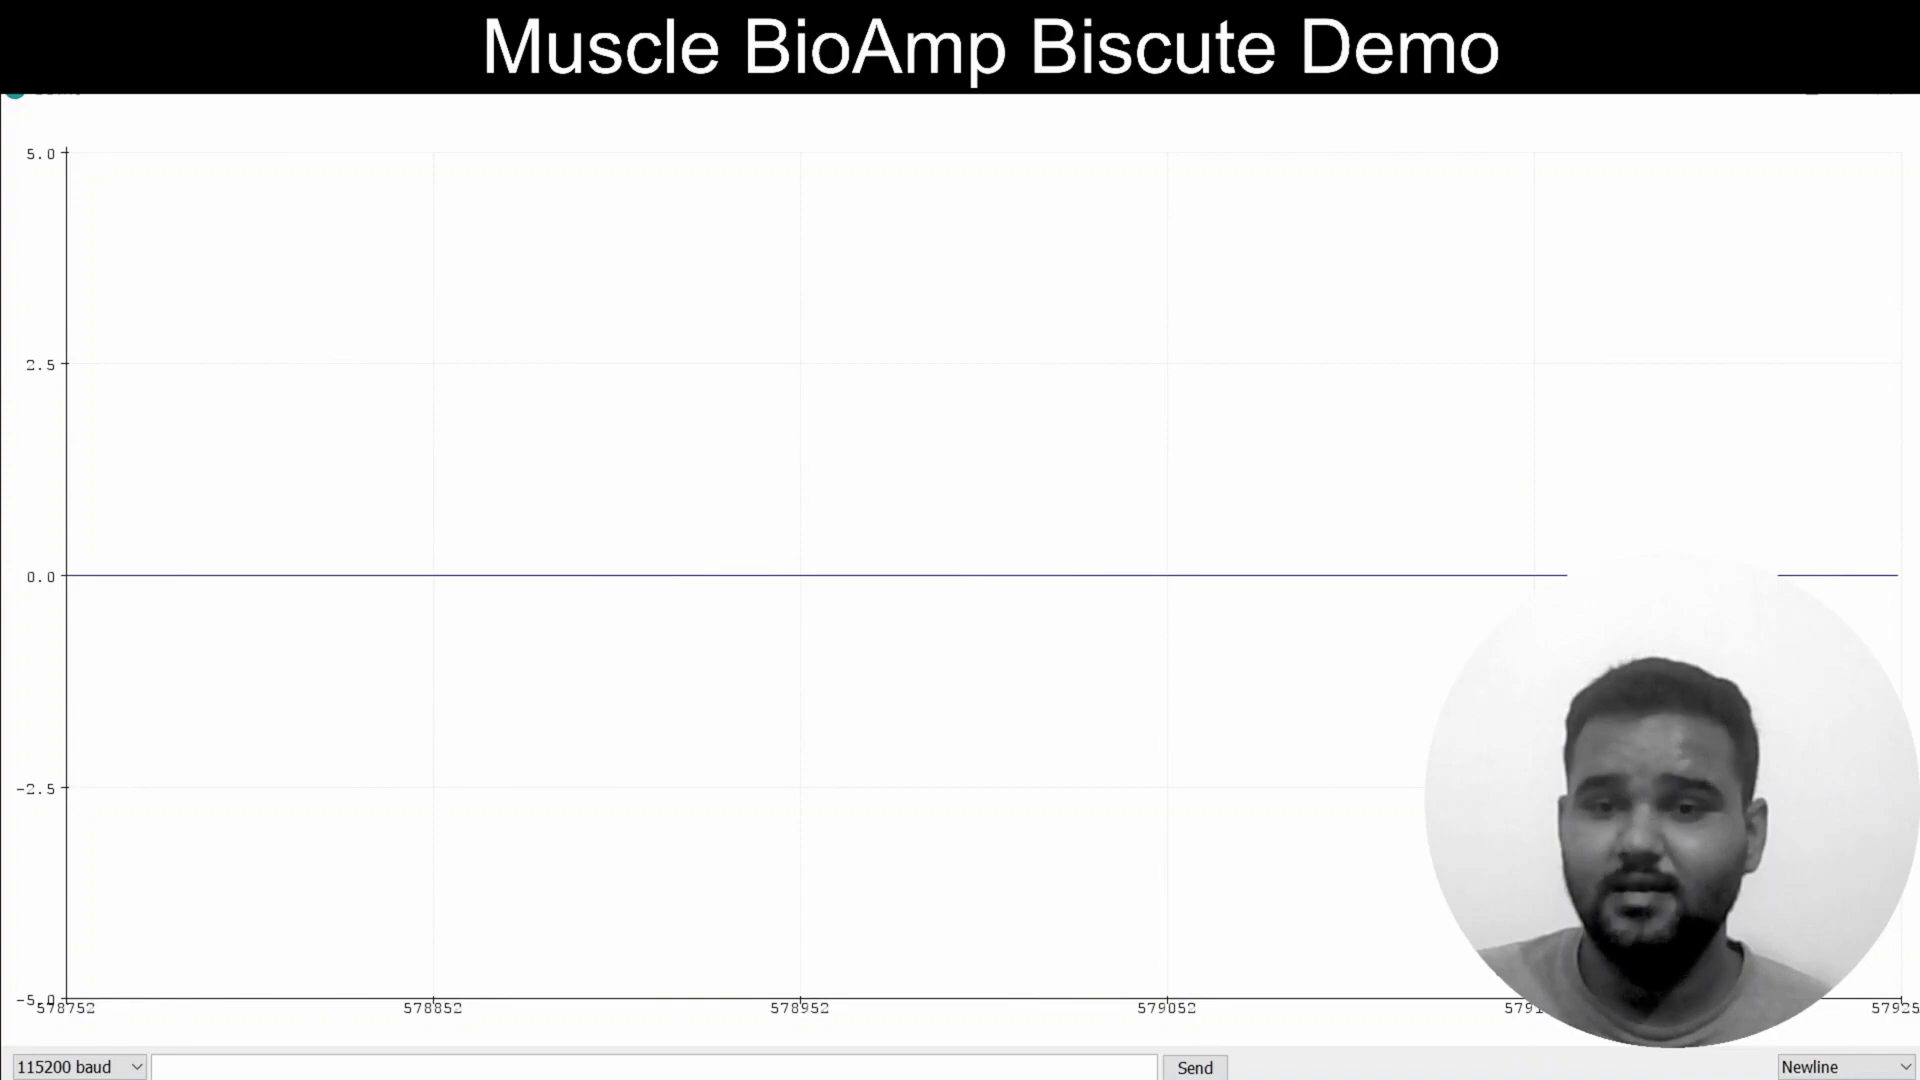 Muscle BioAmp Biscute Demo
5.0
2.5
0.0
-2.5
-5.0
578752
578852
578952
579052
115200 baud
Send
Newline